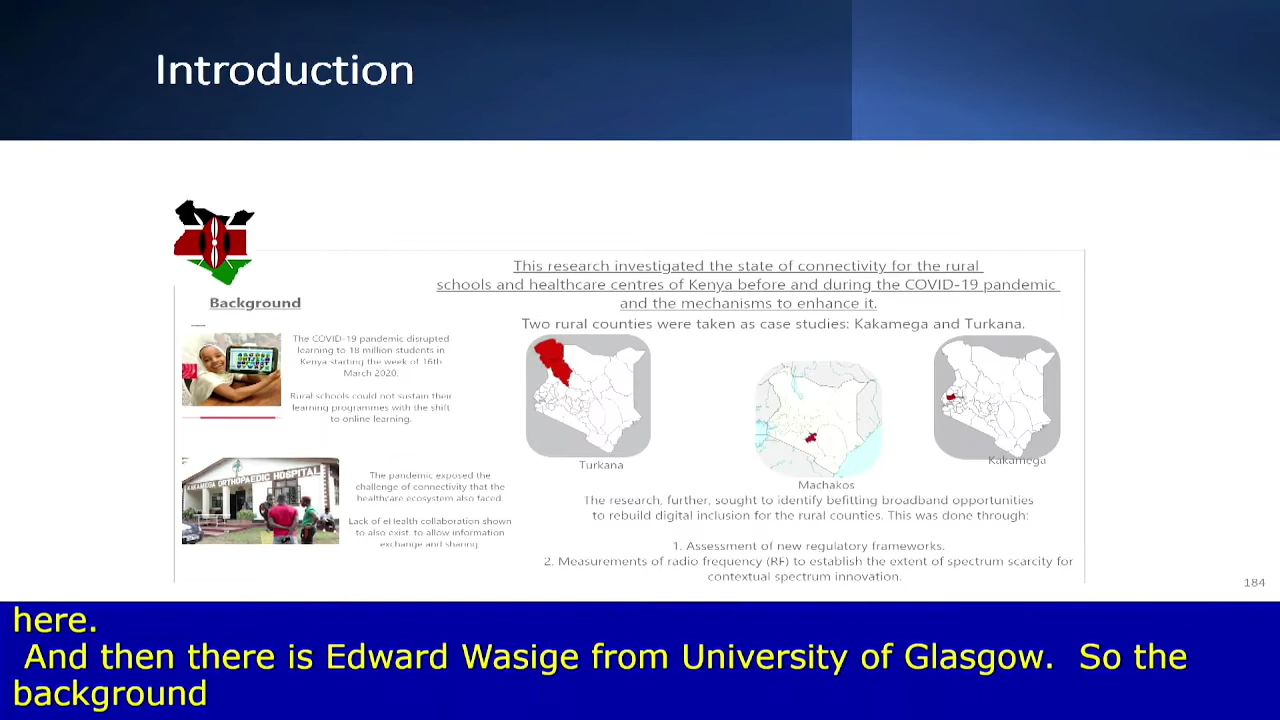 Introduction
Background
The COVID-19 pandemic disrupted
learning to 18 million students in
Kenya starting the week of 16th
March 2020.
Rural schools could not sustain their
learning programmes with the shift
to online learning.
KAKAMEGA ORTHOPAEDIC HOSPITAL
The pandemic exposed the
challenge of connectivity that the
healthcare ecosystem also faced.
Lack of eHealth collaboration shown
to also exist, to allow information
exchange and sharing
This research investigated the state of connectivity for the rural
schools and healthcare centres of Kenya before and during the COVID-19 pandemic
and the mechanisms to enhance it.
Two rural counties were taken as case studies: Kakamega and Turkana.
Turkana
Machakos
Kakamega
The research, further, sought to identify befitting broadband opportunities
to rebuild digital inclusion for the rural counties. This was done through:
1. Assessment of new regulatory frameworks.
2. Measurements of radio frequency (RF) to establish the extent of spectrum scarcity for
contextual spectrum innovation.
184
here.
And then there is Edward Wasige from University of Glasgow. So the
background